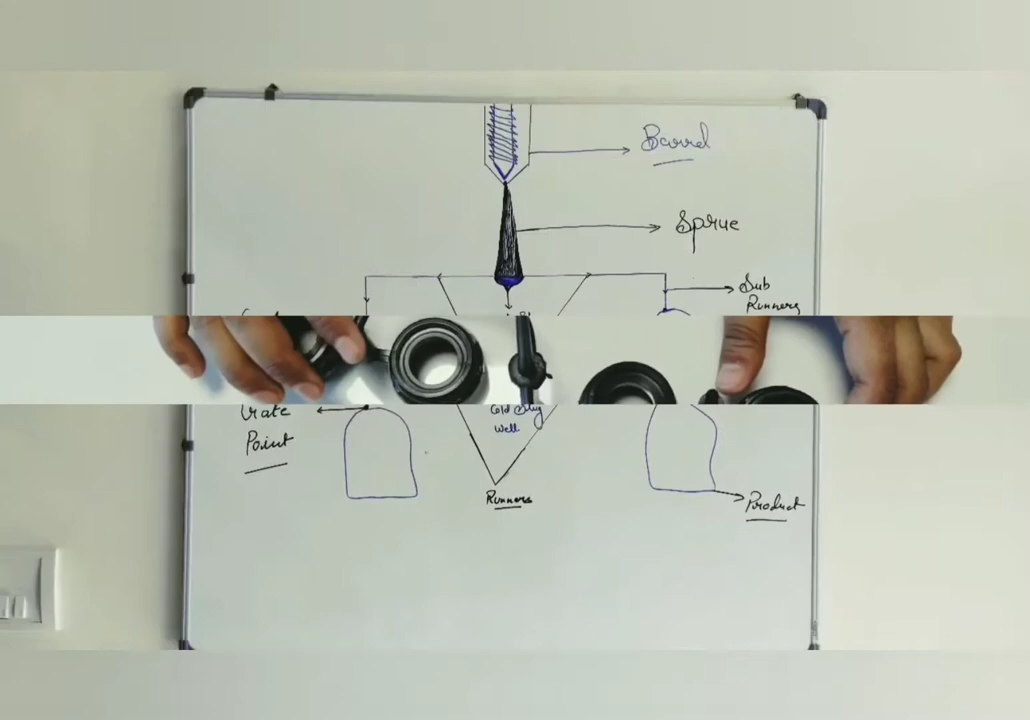 Barrel
Sprue
Sub
Runners
Gate
Point
Cold Slug
Well
Runners
Product